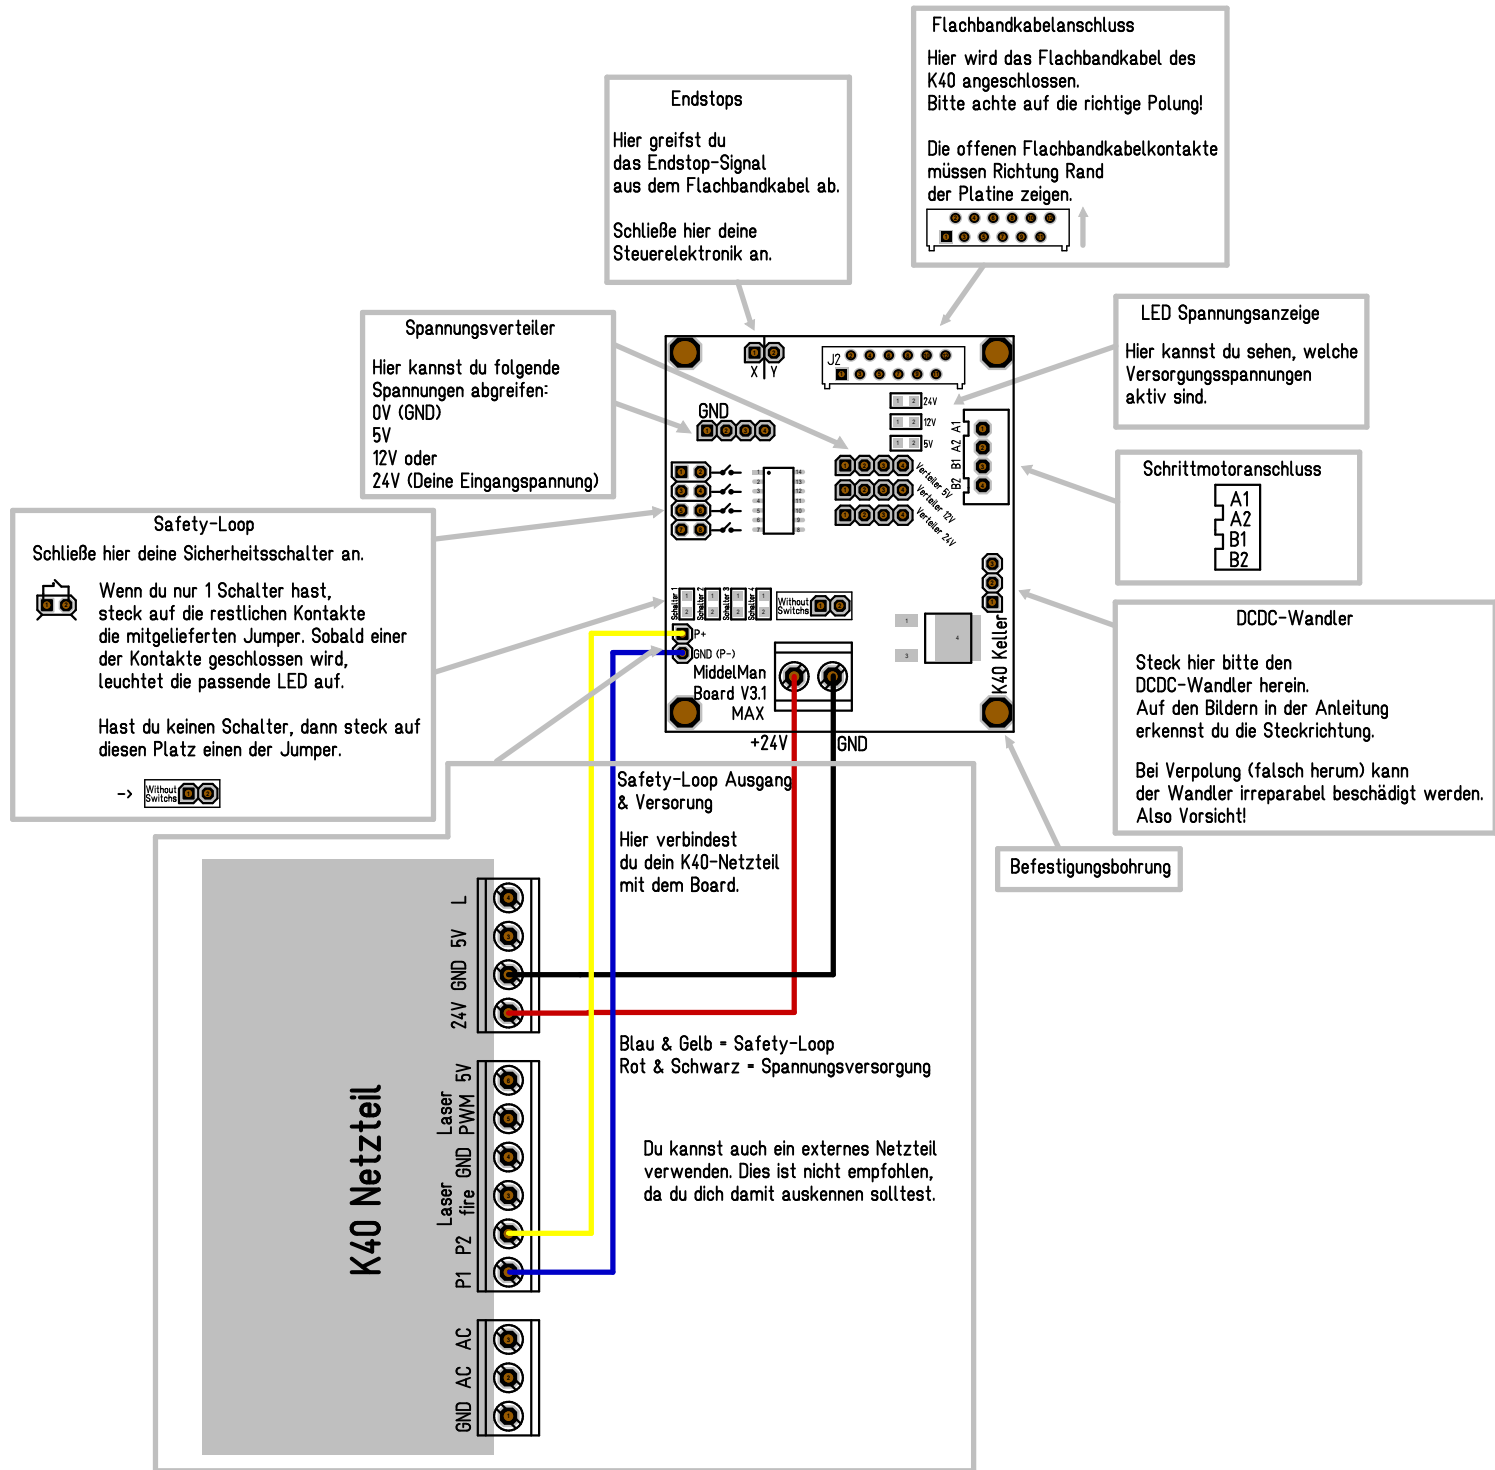 Flachbandkabelanschluss
Hier wird das Flachbandkabel des
K40 angeschlossen.
Bitte achte auf die richtige Polung!
Die offenen Flachbandkabelkontakte
müssen Richtung Rand
der Platine zeigen.
Endstops
Hier greifst du
das Endstop-Signal
aus dem Flachbandkabel ab.
Schließe hier deine
Steuerelektronik an.
Spannungsverteiler
Hier kannst du folgende
Spannungen abgreifen:
0V (GND)
5V
12V oder
24V (Deine Eingangspannung)
LED Spannungsanzeige
Hier kannst du sehen, welche
Versorgungsspannungen
aktiv sind.
Schrittmotoranschluss
A1
A2
B1
B2
Safety-Loop
Schließe hier deine Sicherheitsschalter an.
Wenn du nur 1 Schalter hast,
steck auf die restlichen Kontakte
die mitgelieferten Jumper. Sobald einer
der Kontakte geschlossen wird,
leuchtet die passende LED auf.
Hast du keinen Schalter, dann steck auf
diesen Platz einen der Jumper.
-> Without
Switchs
DCDC-Wandler
Steck hier bitte den
DCDC-Wandler herein.
Auf den Bildern in der Anleitung
erkennst du die Steckrichtung.
Bei Verpolung (falsch herum) kann
der Wandler irreparabel beschädigt werden.
Also Vorsicht!
Befestigungsbohrung
X Y
J2
GND
24V
12V
5V
A1
A2
B1
B2
Verteiler 5V
Verteiler 12V
Verteiler 24V
Schalter 1
Schalter 2
Schalter 3
Schalter 4
Without
Switchs
P+
GND (P-)
MiddelMan
Board V3.1
MAX
K40 Keller
+24V
GND
Safety-Loop Ausgang
& Versorung
Hier verbindest
du dein K40-Netzteil
mit dem Board.
Blau & Gelb = Safety-Loop
Rot & Schwarz = Spannungsversorgung
Du kannst auch ein externes Netzteil
verwenden. Dies ist nicht empfohlen,
da du dich damit auskennen solltest.
K40 Netzteil
L
5V
GND
24V
5V
Laser
PWM
GND
Laser
fire
P2
P1
AC
AC
GND